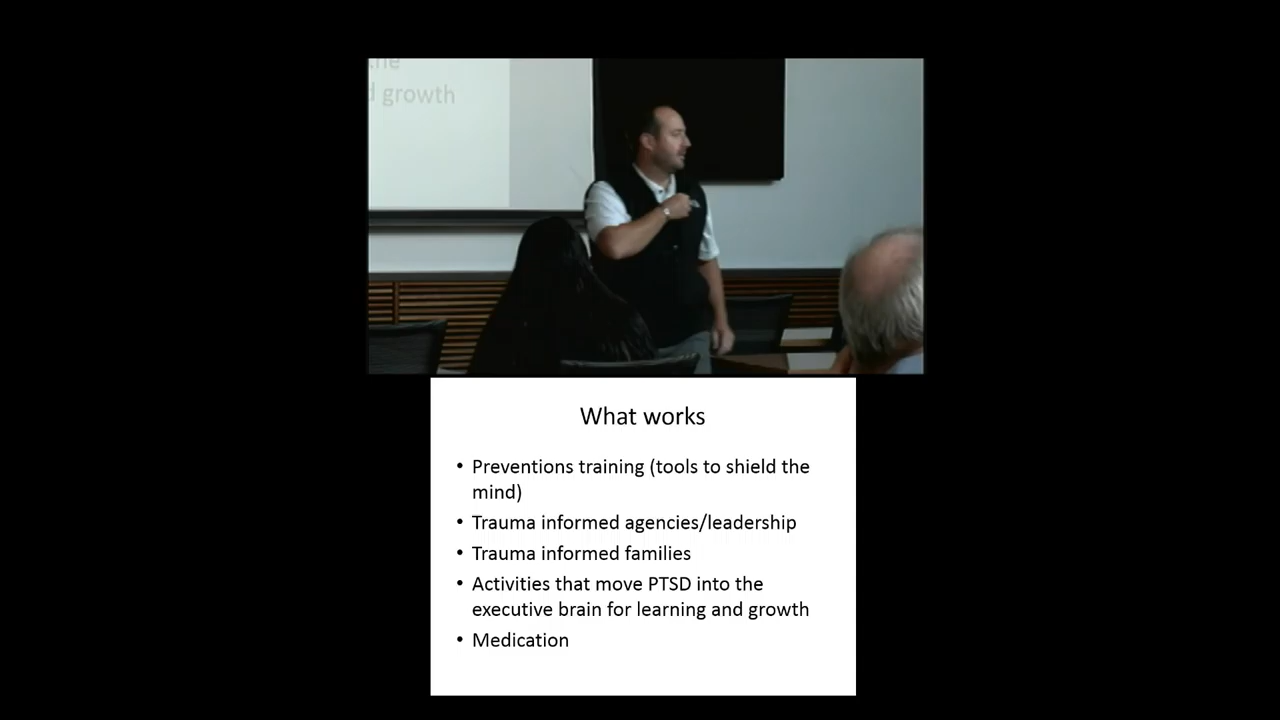 the
d growth
What works
• Preventions training (tools to shield the
mind)
• Trauma informed agencies/leadership
• Trauma informed families
• Activities that move PTSD into the
executive brain for learning and growth
• Medication